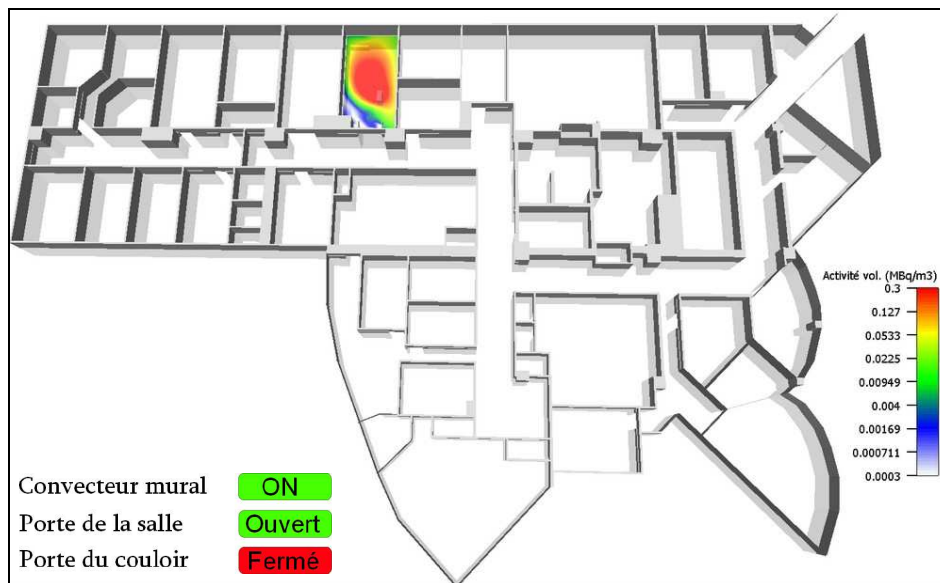 Activité vol. (MBq/m3)
0.3
0.127
0.0533
0.0225
0.00949
0.004
0.00169
0.000711
0.0003
Convecteur mural ON
Porte de la salle Ouvert
Porte du couloir Fermé